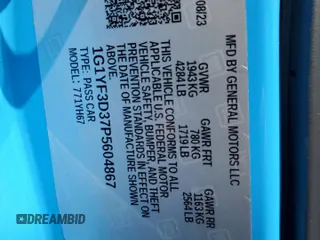 MFD BY GENERAL MOTORS LLC
08/23
GVWR GAWR FRT GAWR RR
1943 KG 780 KG 1163 KG
4284 LB 1719 LB 2564 LB
THIS VEHICLE CONFORMS TO ALL
APPLICABLE U.S. FEDERAL MOTOR
VEHICLE SAFETY, BUMPER, AND THEFT
PREVENTION STANDARDS IN EFFECT ON
THE DATE OF MANUFACTURE SHOWN
ABOVE.
1G1YF3D37P5604867
TYPE: PASS CAR
771YH67
DREAMBID